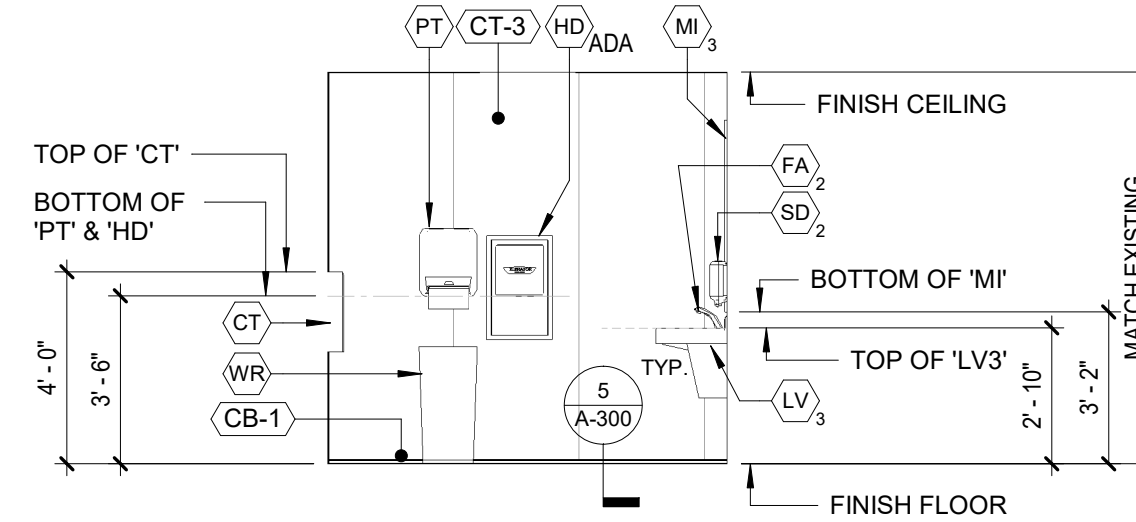 PT
CT-3
HD
ADA
MI
3
FINISH CEILING
TOP OF 'CT'
BOTTOM OF
'PT' & 'HD'
FA
2
SD
2
BOTTOM OF 'MI'
CT
WR
CB-1
TYP.
TOP OF 'LV3'
LV
3
5
A-300
4' - 0"
3' - 6"
2' - 10"
3' - 2"
MATCH EXISTING
FINISH FLOOR